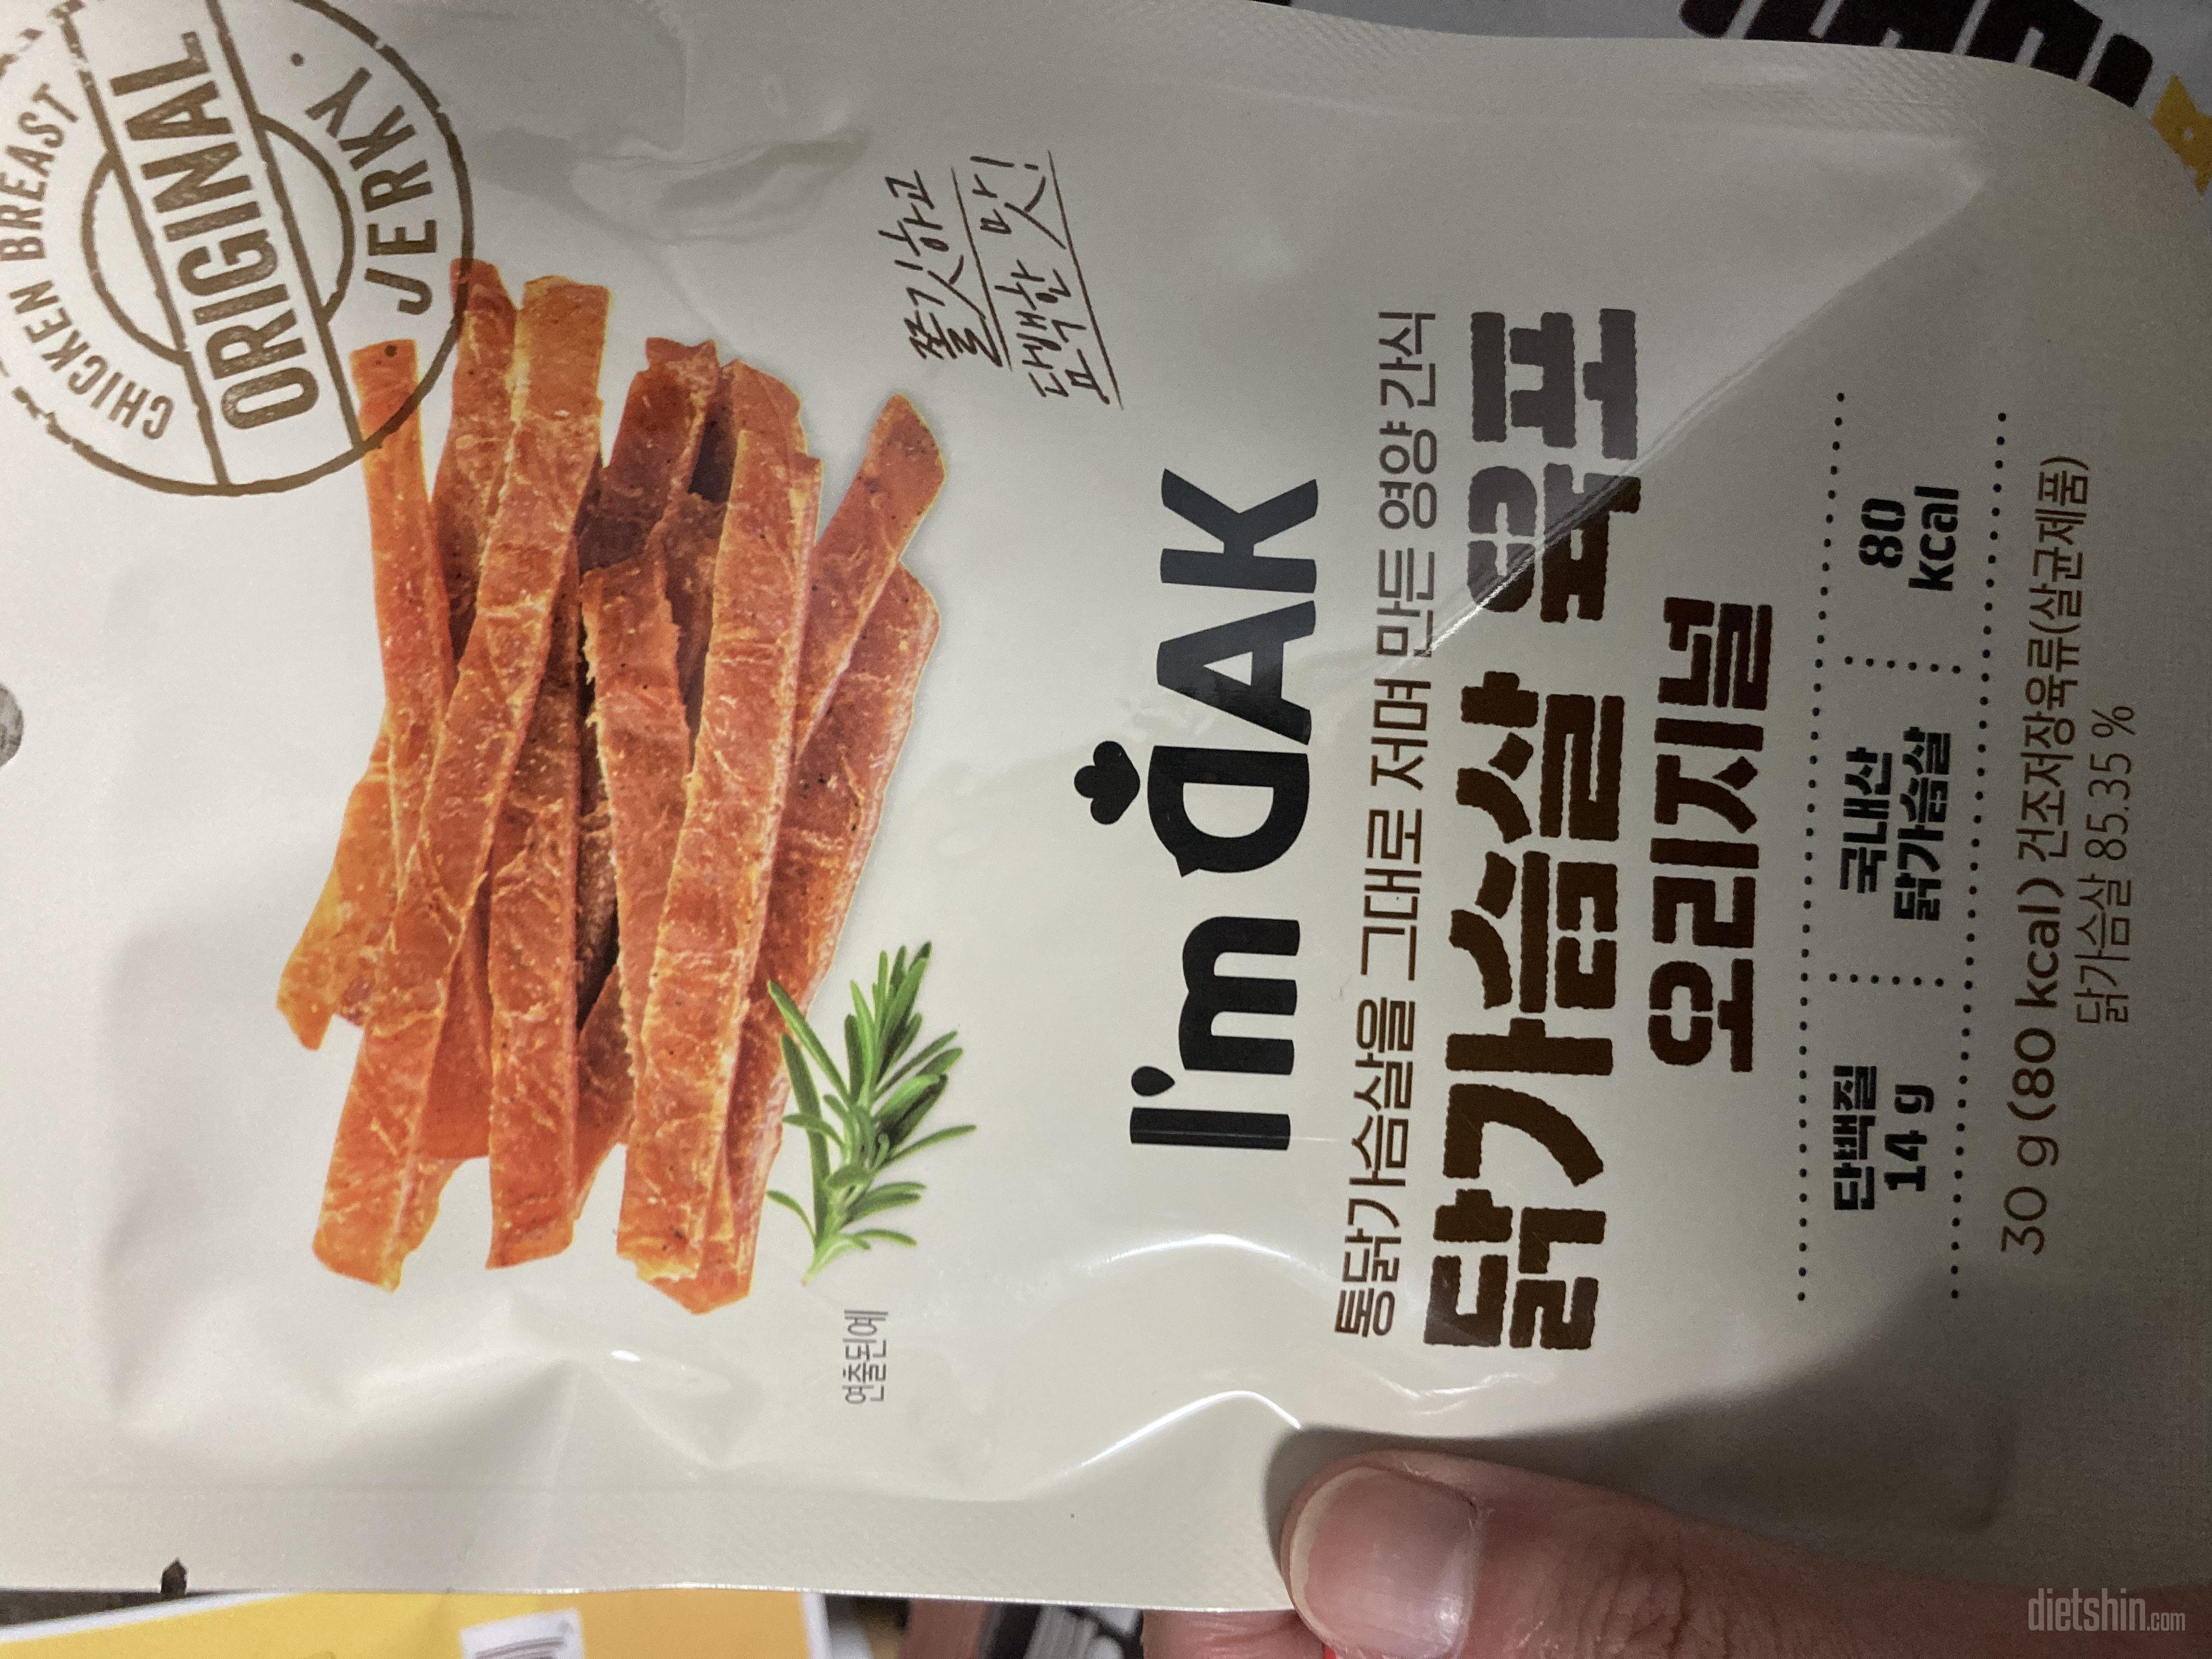 CHICKEN BREAST
ORIGINAL
JERKY
쫄깃하고
담백한 맛!
연출된예
I'm DAK
통닭가슴살을 그대로 저며 만든 영양 간식
닭가슴살 육포
오리지널
단백질
14 g
국내산
닭가슴살
80
kcal
30 g (80 kcal) 건조저장육류(살균제품)
닭가슴살 85.35 %
dietshin.com